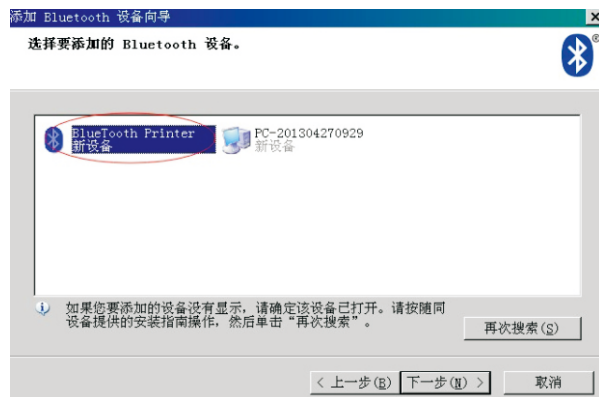 添加 Bluetooth 设备向导
选择要添加的 Bluetooth 设备。
BlueTooth Printer
新设备
PC-201304270929
新设备
如果您要添加的设备没有显示，请确定该设备已打开。请按随同
设备提供的安装指南操作，然后单击“再次搜索”。
再次搜索(S)
< 上一步(B)
下一步(N) >
取消